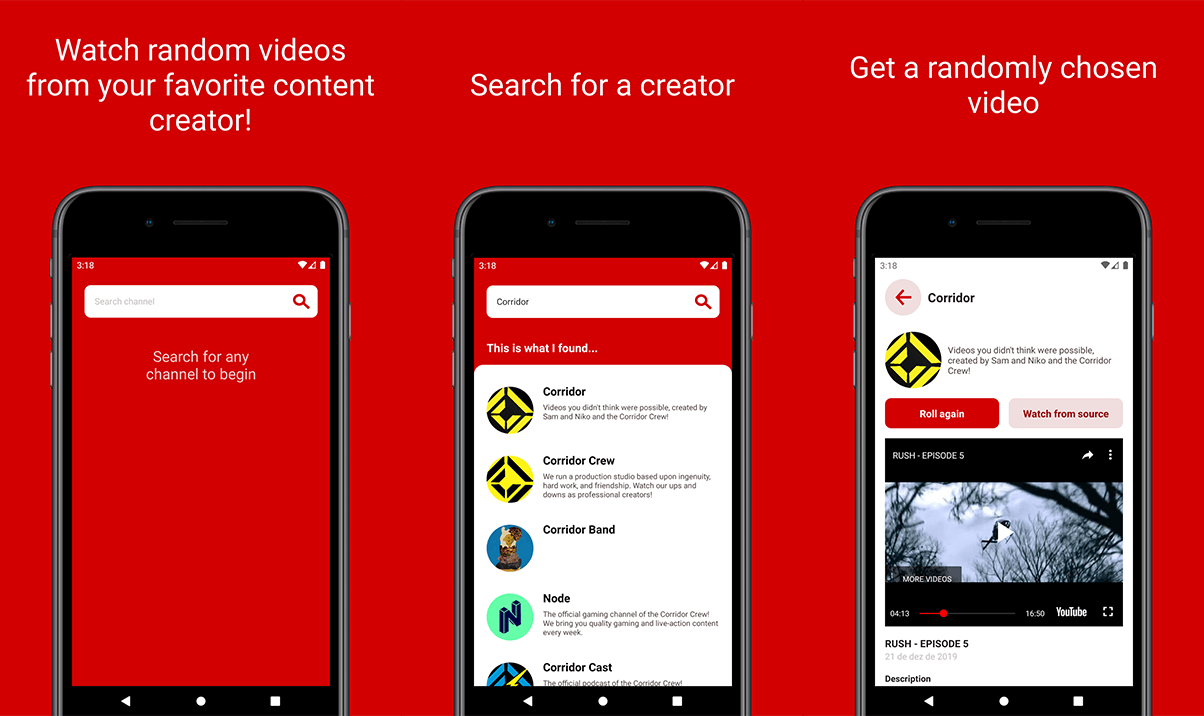 Watch random videos
from your favorite content
creator!
3:18
Search channel
Search for any
channel to begin
Search for a creator
3:18
Corridor
This is what I found...
Corridor
Videos you didn't think were possible, created by
Sam and Niko and the Corridor Crew!
Corridor Crew
We run a production studio based upon ingenuity,
hard work, and friendship. Watch our ups and
downs as professional creators!
Corridor Band
Node
The official gaming channel of the Corridor Crew!
We bring you quality gaming and live-action content
every week.
Corridor Cast
The official podcast of the Corridor Crew!
Get a randomly chosen
video
3:18
Corridor
Videos you didn't think were possible,
created by Sam and Niko and the Corridor
Crew!
Roll again
Watch from source
RUSH - EPISODE 5
MORE VIDEOS
04:13
16:50
YouTube
RUSH - EPISODE 5
21 de dez de 2019
Description